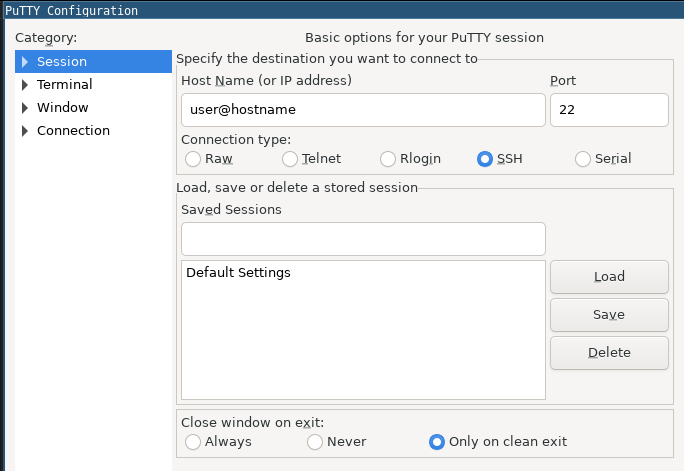 PuTTY Configuration
Category:
Session
Terminal
Window
Connection
Basic options for your PuTTY session
Specify the destination you want to connect to
Host Name (or IP address)
Port
user@hostname
22
Connection type:
Raw
Telnet
Rlogin
SSH
Serial
Load, save or delete a stored session
Saved Sessions
Default Settings
Load
Save
Delete
Close window on exit:
Always
Never
Only on clean exit